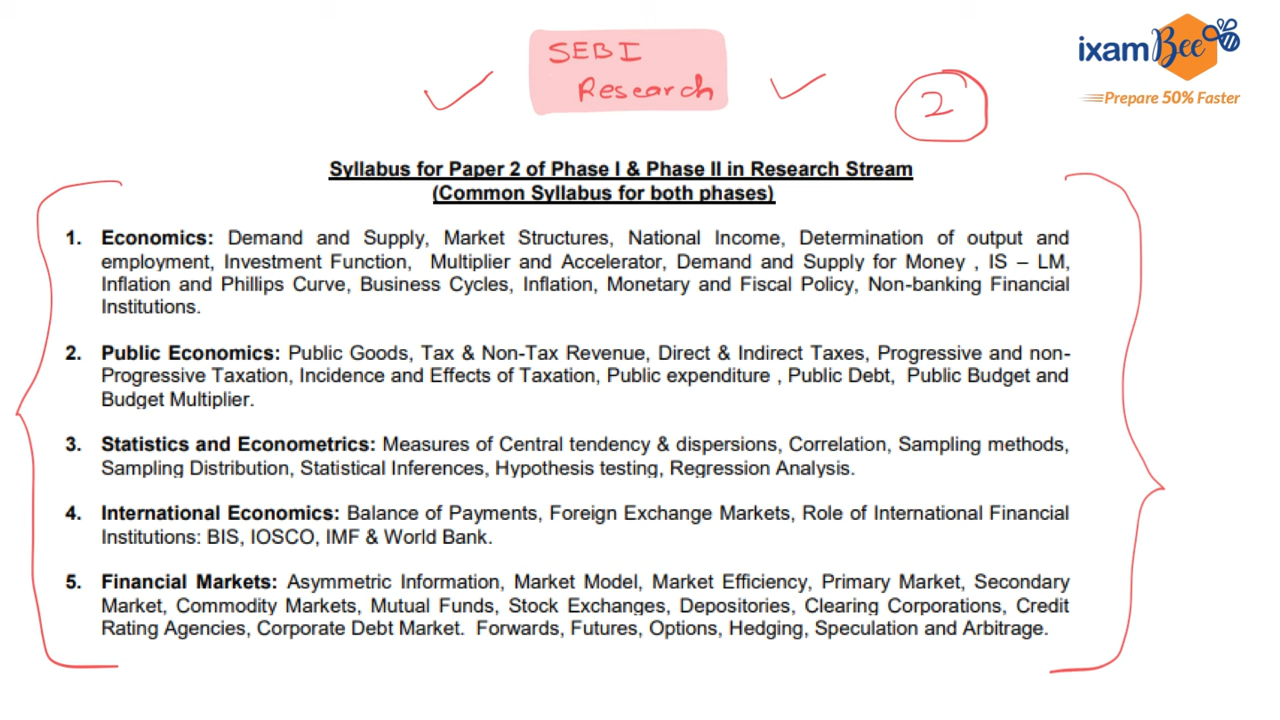 SEBI
Research
2
ixamBee
Prepare 50% Faster
Syllabus for Paper 2 of Phase I & Phase II in Research Stream
(Common Syllabus for both phases)
1. Economics: Demand and Supply, Market Structures, National Income, Determination of output and
employment, Investment Function, Multiplier and Accelerator, Demand and Supply for Money , IS – LM,
Inflation and Phillips Curve, Business Cycles, Inflation, Monetary and Fiscal Policy, Non-banking Financial
Institutions.
2. Public Economics: Public Goods, Tax & Non-Tax Revenue, Direct & Indirect Taxes, Progressive and non-
Progressive Taxation, Incidence and Effects of Taxation, Public expenditure , Public Debt, Public Budget and
Budget Multiplier.
3. Statistics and Econometrics: Measures of Central tendency & dispersions, Correlation, Sampling methods,
Sampling Distribution, Statistical Inferences, Hypothesis testing, Regression Analysis.
4. International Economics: Balance of Payments, Foreign Exchange Markets, Role of International Financial
Institutions: BIS, IOSCO, IMF & World Bank.
5. Financial Markets: Asymmetric Information, Market Model, Market Efficiency, Primary Market, Secondary
Market, Commodity Markets, Mutual Funds, Stock Exchanges, Depositories, Clearing Corporations, Credit
Rating Agencies, Corporate Debt Market. Forwards, Futures, Options, Hedging, Speculation and Arbitrage.